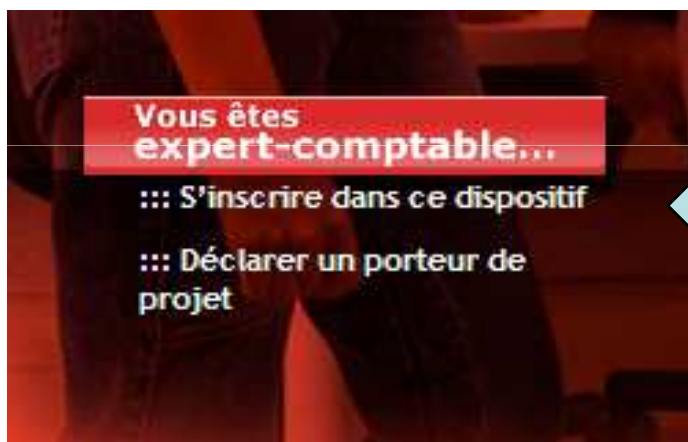 Vous êtes
expert-comptable...
::: S'inscrire dans ce dispositif
::: Déclarer un porteur de
projet